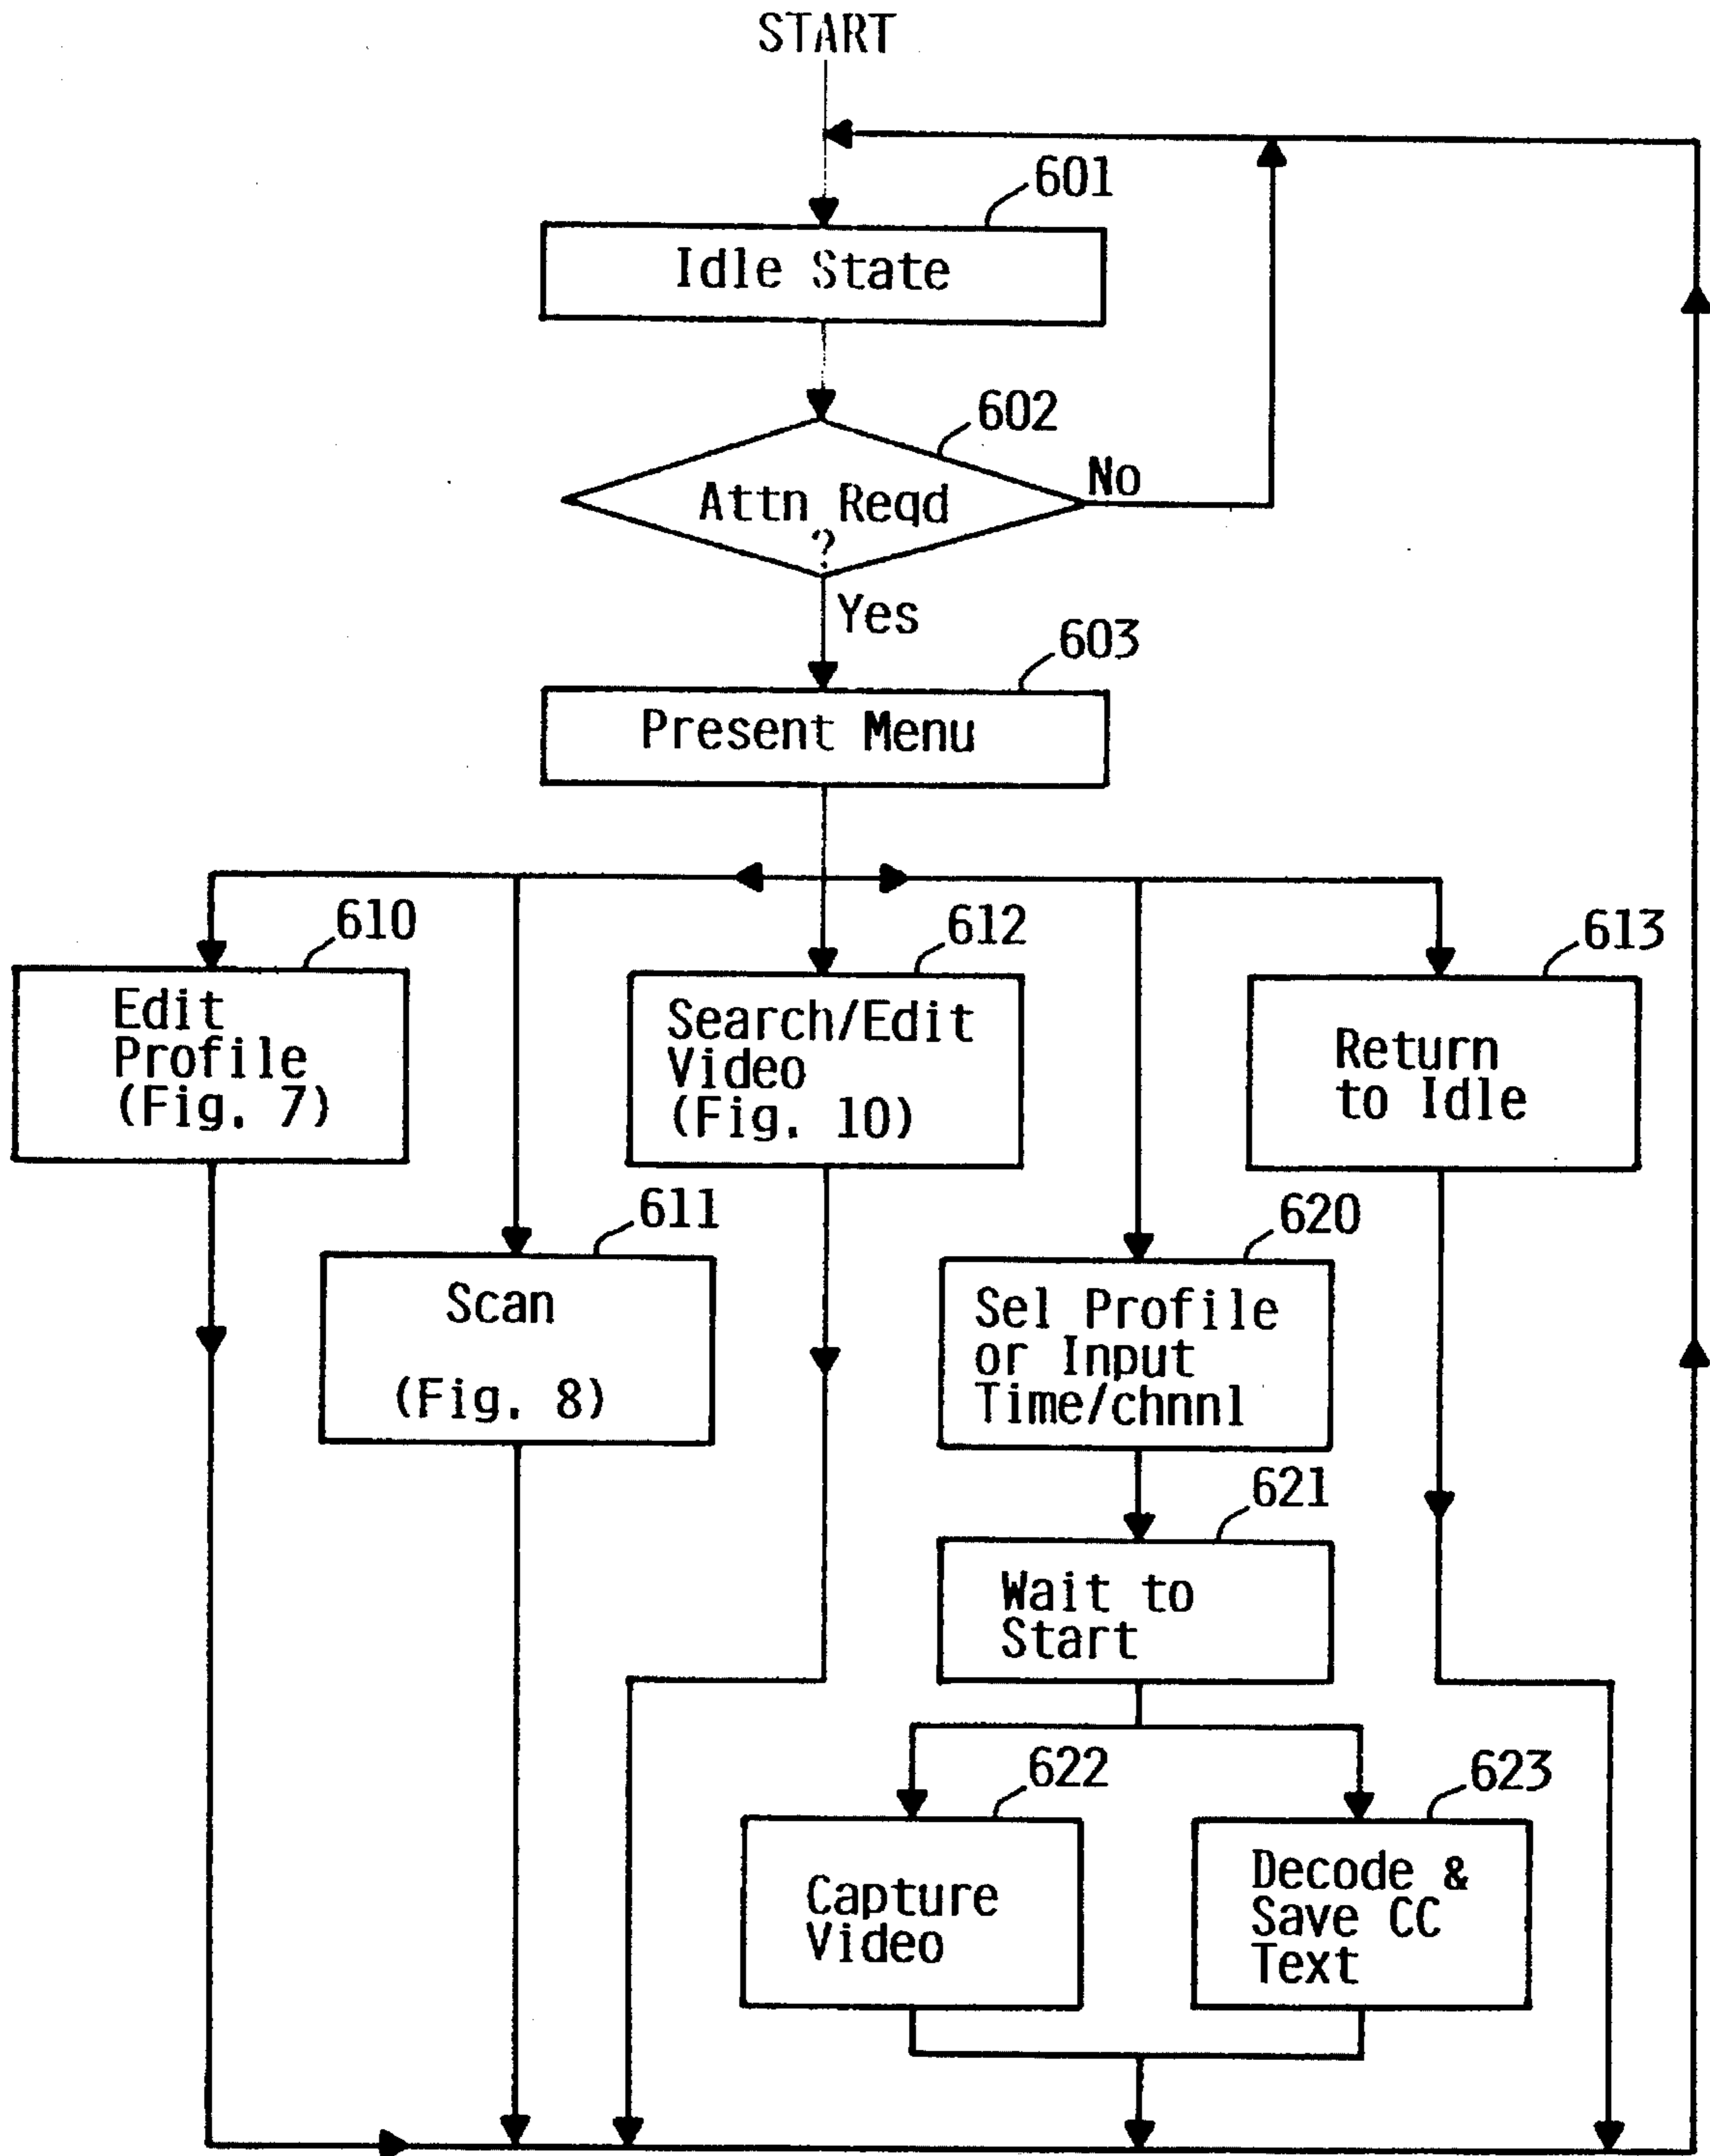 START
601
Idle State
602
Attn Reqd
?
No
Yes
603
Present Menu
610
Edit
Profile
(Fig. 7)
612
Search/Edit
Video
(Fig. 10)
613
Return
to Idle
611
Scan
(Fig. 8)
620
Sel Profile
or Input
Time/chnnl
621
Wait to
Start
622
Capture
Video
623
Decode &
Save CC
Text